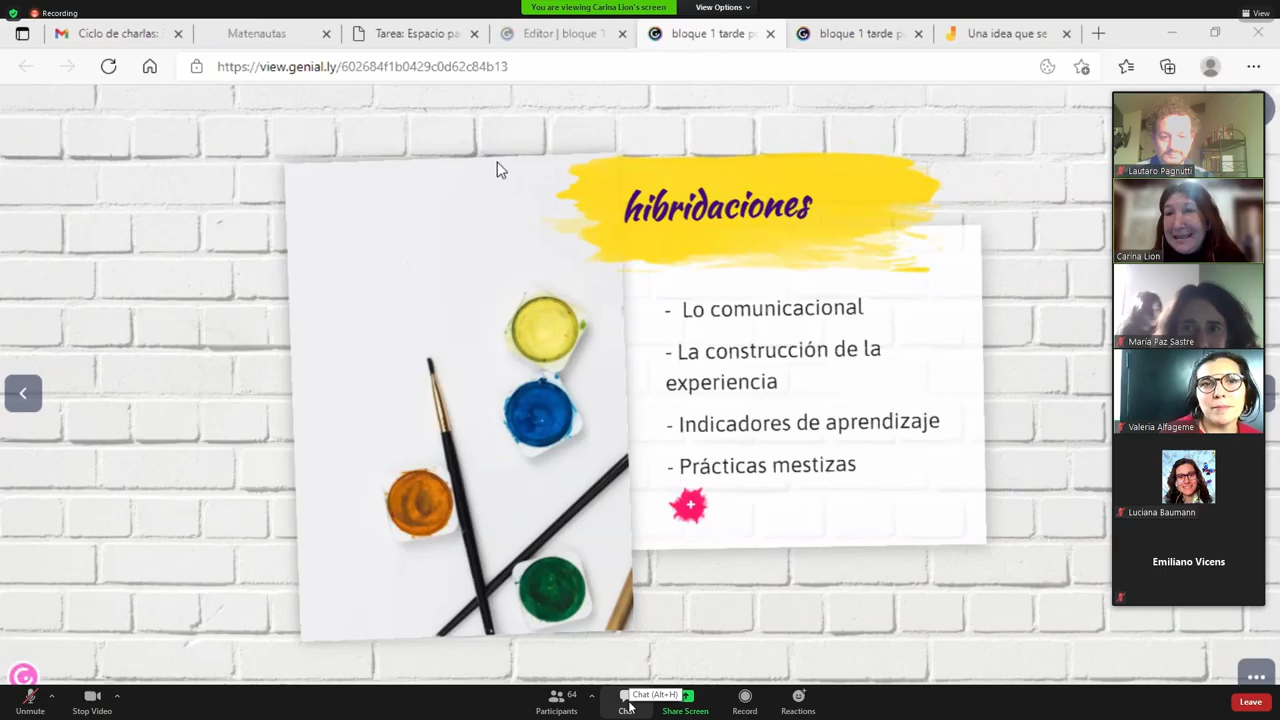 Recording
You are viewing Carina Lion's screen
View Options
View
Ciclo de charlas:
Matenautas
Tarea: Espacio pa
Editor | bloque 1
bloque 1 tarde p
bloque 1 tarde p
Una idea que se
https://view.genial.ly/602684f1b0429c0d62c84b13
hibridaciones
- Lo comunicacional
- La construcción de la
experiencia
- Indicadores de aprendizaje
- Prácticas mestizas
+
Lautaro Pagnutti
Carina Lion
María Paz Sastre
Valeria Alfageme
Luciana Baumann
Emiliano Vicens
Unmute
Stop Video
64
Participants
Chat (Alt+H)
Chat
Share Screen
Record
Reactions
Leave